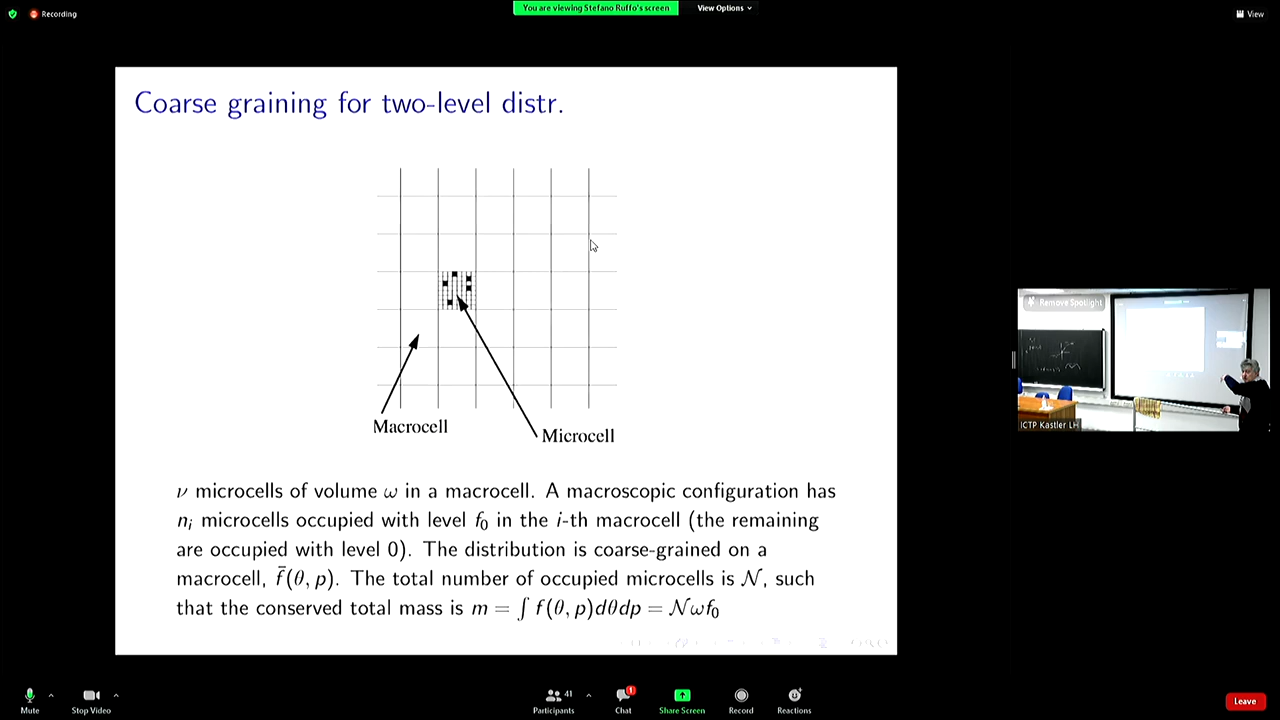 Recording
You are viewing Stefano Ruffo's screen
View Options
View
Coarse graining for two-level distr.
Macrocell
Microcell
ν microcells of volume ω in a macrocell. A macroscopic configuration has
nᵢ microcells occupied with level f₀ in the i-th macrocell (the remaining
are occupied with level 0). The distribution is coarse-grained on a
macrocell, f̄(θ, p). The total number of occupied microcells is 𝒩, such
that the conserved total mass is m = ∫ f(θ, p)dθdp = 𝒩ωf₀
Remove Spotlight
ICTP Kastler LH
Mute
Stop Video
Participants
41
Chat
1
Share Screen
Record
Reactions
Leave